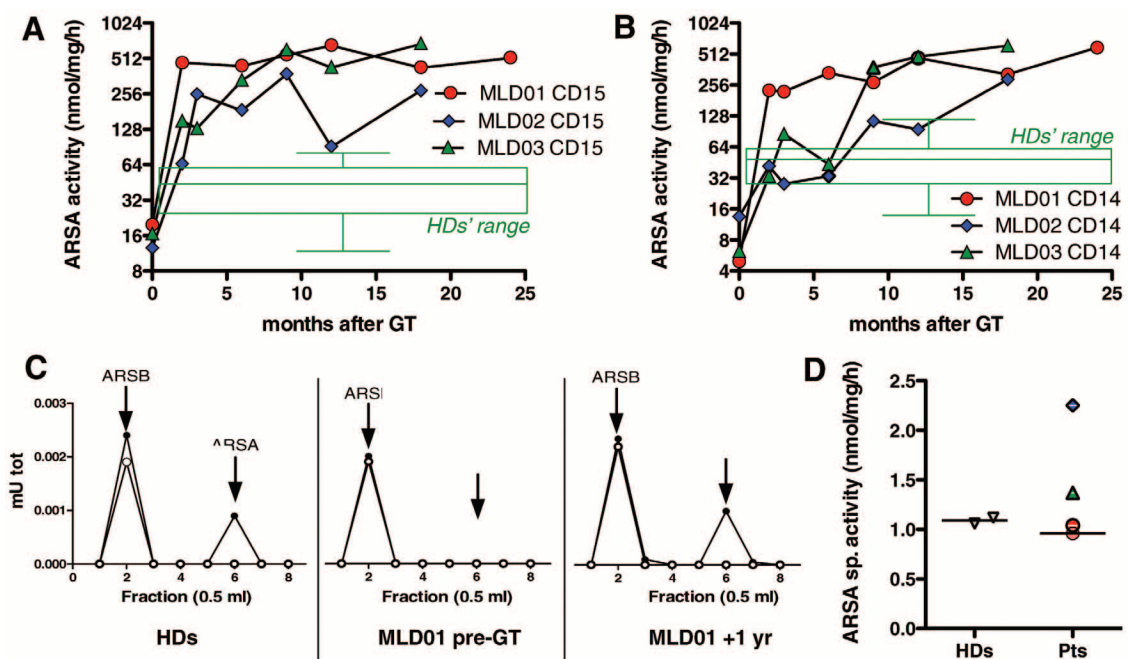 A
ARSA activity (nmol/mg/h)
1024
512
256
128
64
32
16
8
0
5
10
15
20
25
months after GT
MLD01 CD15
MLD02 CD15
MLD03 CD15
HDs' range
B
ARSA activity (nmol/mg/h)
1024
512
256
128
64
32
16
8
4
0
5
10
15
20
25
months after GT
HDs' range
MLD01 CD14
MLD02 CD14
MLD03 CD14
C
mU tot
0.003
0.002
0.001
0.000
ARSB
ARSA
0
2
4
6
8
Fraction (0.5 ml)
HDs
ARSI
2
4
6
8
Fraction (0.5 ml)
MLD01 pre-GT
ARSB
2
4
6
8
Fraction (0.5 ml)
MLD01 +1 yr
D
ARSA sp. activity (nmol/mg/h)
2.5
2.0
1.5
1.0
0.5
0.0
HDs
Pts